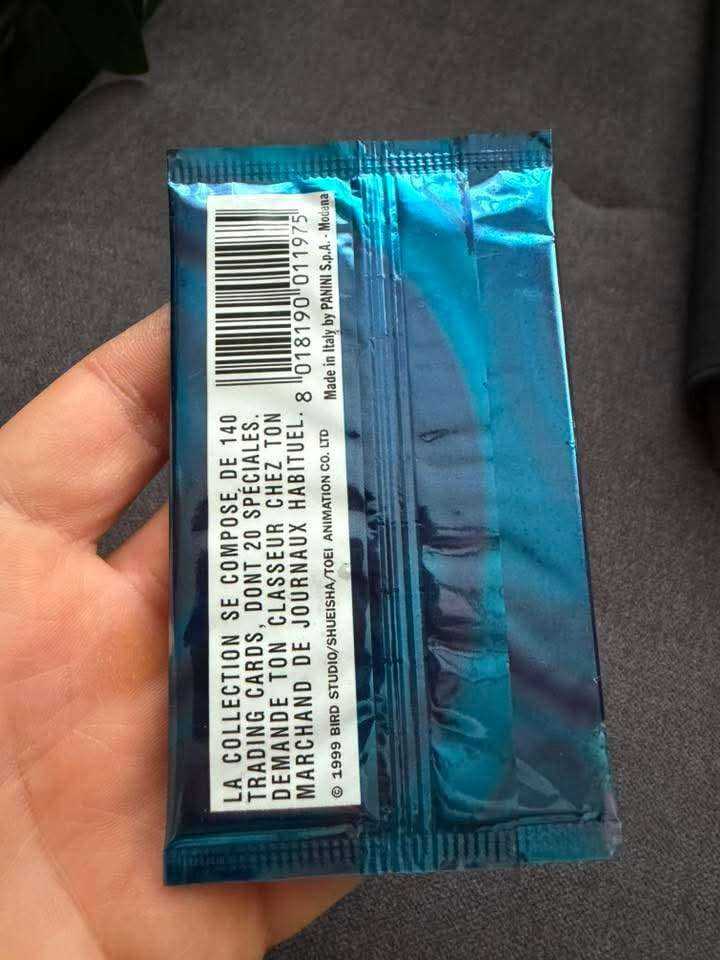 LA COLLECTION SE COMPOSE DE 140
TRADING CARDS, DONT 20 SPÉCIALES.
DEMANDE TON CLASSEUR CHEZ TON
MARCHAND DE JOURNAUX HABITUEL.
© 1999 BIRD STUDIO/SHUEISHA/TOEI ANIMATION CO. LTD
8 018190 011975
Made in Italy by PANINI S.p.A. - Modena